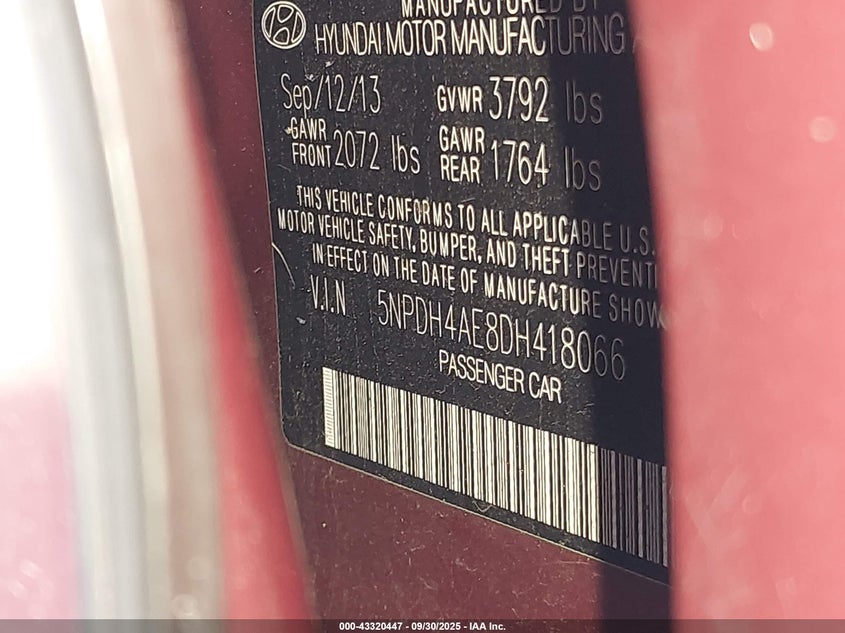 MANUFACTURED BY
HYUNDAI MOTOR MANUFACTURING A
Sep/12/13 GVWR 3792 lbs
GAWR FRONT 2072 lbs GAWR REAR 1764 lbs
THIS VEHICLE CONFORMS TO ALL APPLICABLE U.S.
MOTOR VEHICLE SAFETY, BUMPER, AND THEFT PREVENTI
IN EFFECT ON THE DATE OF MANUFACTURE SHOW
V.I.N 5NPDH4AE8DH418066
PASSENGER CAR
000-43320447 - 09/30/2025 - IAA Inc.